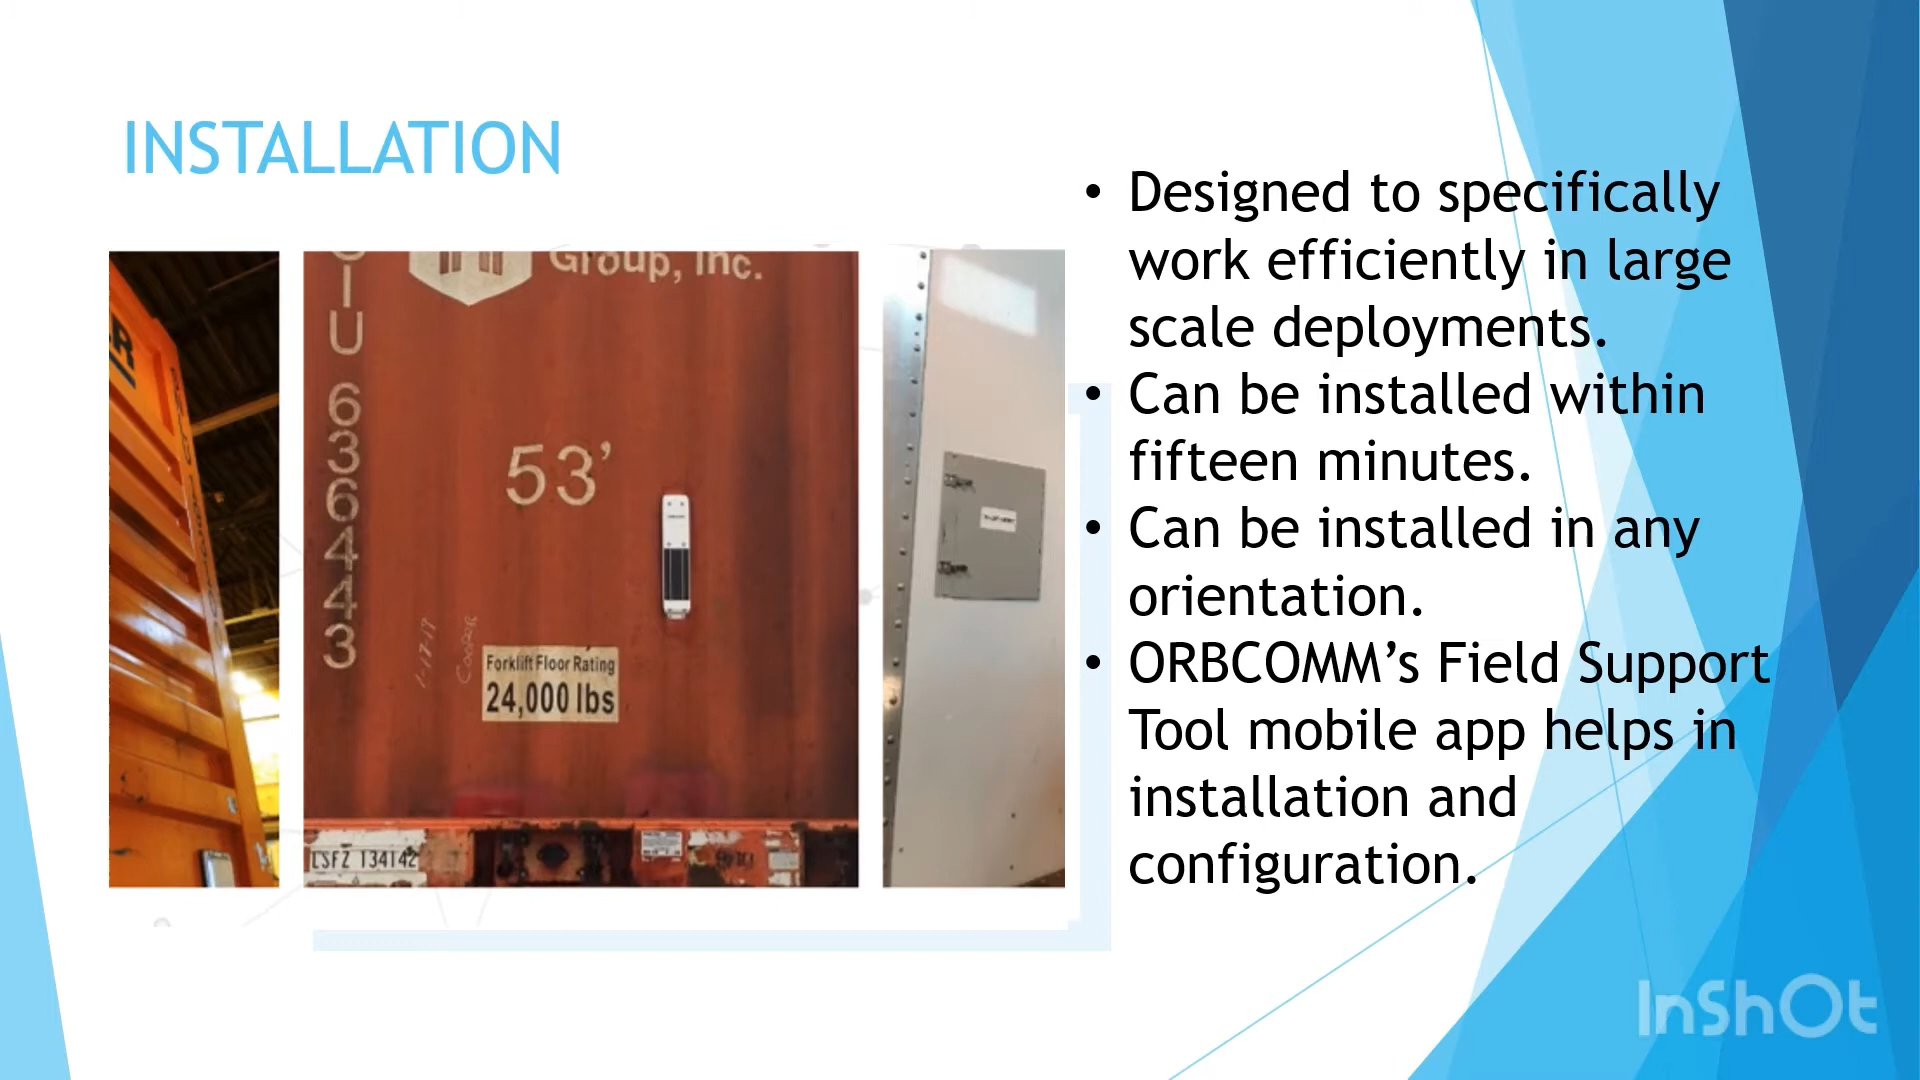 INSTALLATION
• Designed to specifically
work efficiently in large
scale deployments.
• Can be installed within
fifteen minutes.
• Can be installed in any
orientation.
• ORBCOMM’s Field Support
Tool mobile app helps in
installation and
configuration.
Group, Inc.
U
636443
53’
Forklift Floor Rating
24,000 lbs
LSFZ 134142
InShOt